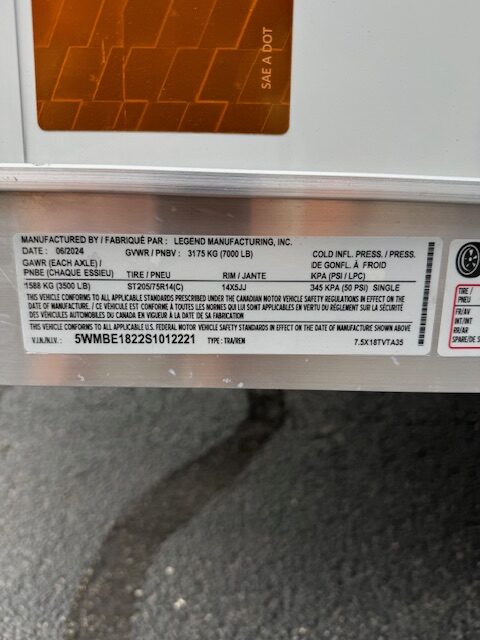 SAE A DOT
MANUFACTURED BY / FABRIQUÉ PAR : LEGEND MANUFACTURING, INC.
DATE : 06/2024 GVWR / PNBV : 3175 KG (7000 LB) COLD INFL. PRESS. / PRESS.
GAWR (EACH AXLE) / DE GONFL. À FROID
PNBE (CHAQUE ESSIEU) TIRE / PNEU RIM / JANTE KPA (PSI / LPC)
1588 KG (3500 LB) ST205/75R14(C) 14X5JJ 345 KPA (50 PSI) SINGLE
THIS VEHICLE CONFORMS TO ALL APPLICABLE STANDARDS PRESCRIBED UNDER THE CANADIAN MOTOR VEHICLE SAFETY REGULATIONS IN EFFECT ON THE DATE OF
MANUFACTURE. / CE VÉHICULE EST CONFORME À TOUTES LES NORMES QUI LUI SONT APPLICABLES EN VERTU DU RÈGLEMENT SUR LA SÉCURITÉ
DES VÉHICULES AUTOMOBILES DU CANADA EN VIGUEUR À LA DATE DE SA FABRICATION
THIS VEHICLE CONFORMS TO ALL APPLICABLE U.S. FEDERAL MOTOR VEHICLE SAFETY STANDARDS IN EFFECT ON THE DATE OF MANUFACTURE SHOWN ABOVE
V.I.N./N.I.V. : 5WMBE1822S1012221 TYPE : TRA/REN 7.5X18TVTA35
TIRE /
PNEU
FR/AV
INT/INT
RR/AR
SPARE/DE S